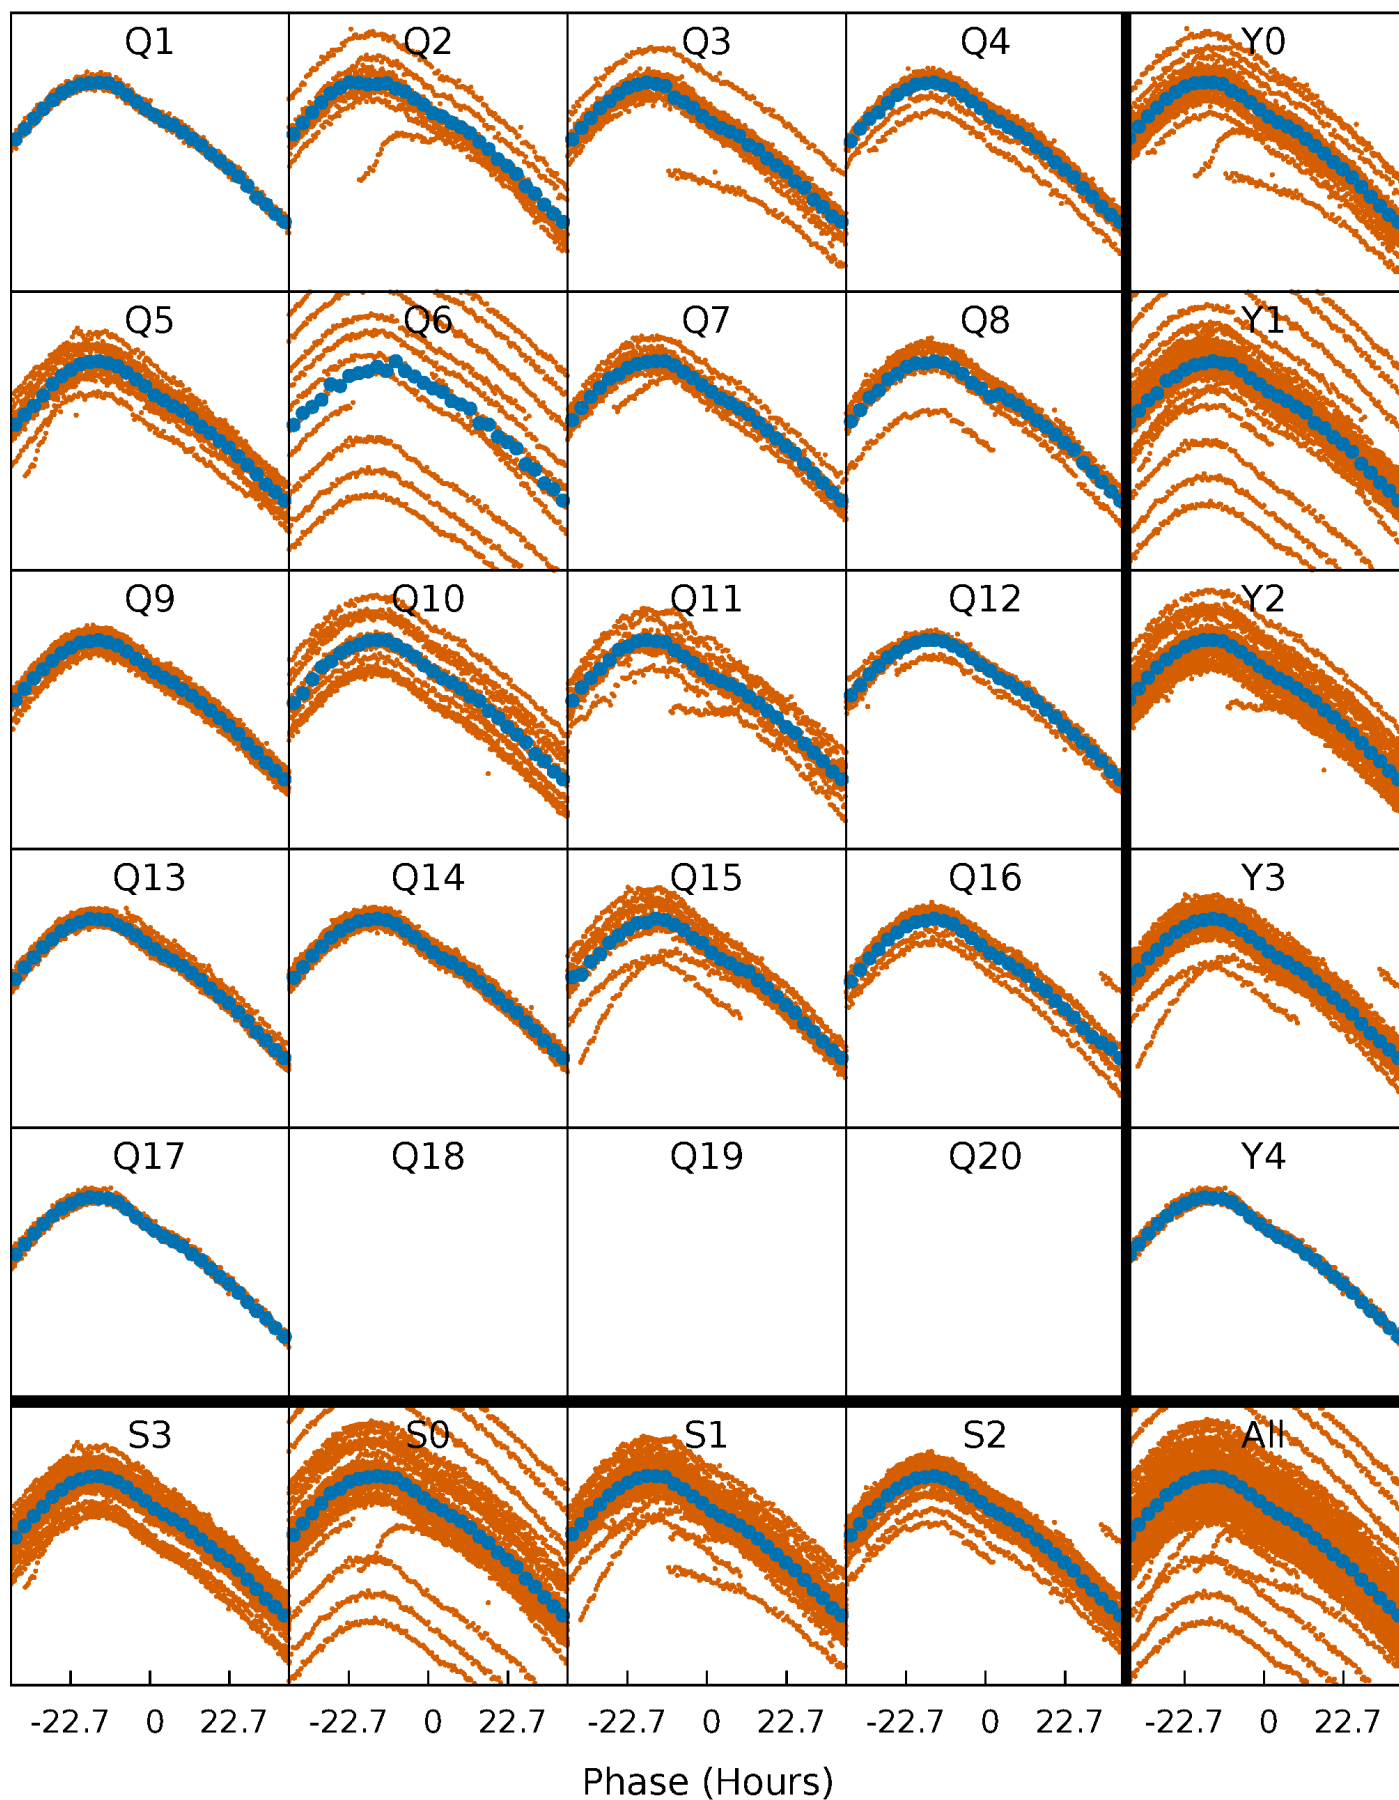 Q1 Q2 Q3 Q4 Y0
Q5 Q6 Q7 Q8 Y1
Q9 Q10 Q11 Q12 Y2
Q13 Q14 Q15 Q16 Y3
Q17 Q18 Q19 Q20 Y4
S3 S0 S1 S2 All
-22.7 0 22.7 -22.7 0 22.7 -22.7 0 22.7 -22.7 0 22.7 -22.7 0 22.7
Phase (Hours)